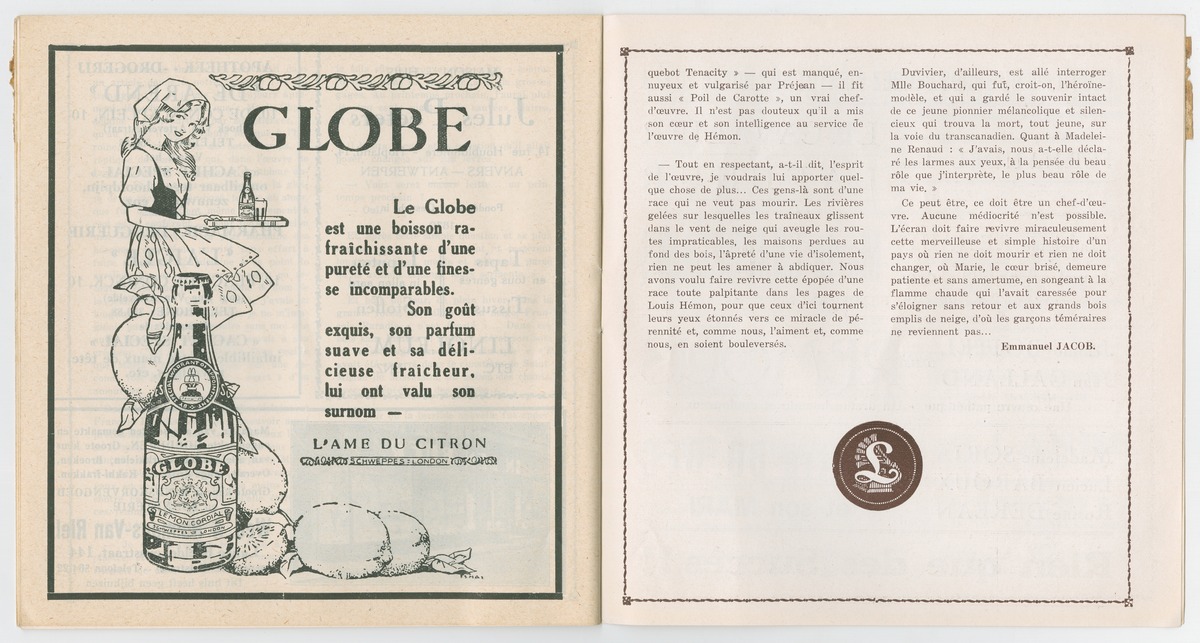 GLOBE
Le Globe
est une boisson ra-
fraîchissante d'une
pureté et d'une fines-
se incomparables.
Son goût
exquis, son parfum
suave et sa déli-
cieuse fraîcheur,
lui ont valu son
surnom —
L'AME DU CITRON
SCHWEPPES : LONDON
GLOBE
LEMON CORDIAL
SCHWEPPES LONDON
quebot Tenacity » — qui est manqué, en-
nuyeux et vulgarisé par Préjean — il fit
aussi « Poil de Carotte », un vrai chef-
d'œuvre. Il n'est pas douteux qu'il a mis
son cœur et son intelligence au service de
l'œuvre de Hémon.
— Tout en respectant, a-t-il dit, l'esprit
de l'œuvre, je voudrais lui apporter quel-
que chose de plus... Ces gens-là sont d'une
race qui ne veut pas mourir. Les rivières
gelées sur lesquelles les traîneaux glissent
dans le vent de neige qui aveugle les rou-
tes impraticables, les maisons perdues au
fond des bois, l'âpreté d'une vie d'isolement,
rien ne peut les amener à abdiquer. Nous
avons voulu faire revivre cette épopée d'une
race toute palpitante dans les pages de
Louis Hémon, pour que ceux d'ici tournent
leurs yeux étonnés vers ce miracle de pé-
rennité et, comme nous, l'aiment et, comme
nous, en soient bouleversés.
Duvivier, d'ailleurs, est allé interroger
Mlle Bouchard, qui fut, croit-on, l'héroïne-
modèle, et qui a gardé le souvenir intact
de ce jeune pionnier mélancolique et silen-
cieux qui trouva la mort, tout jeune, sur
la voie du transcanadien. Quant à Madelei-
ne Renaud : « J'avais, nous a-t-elle décla-
ré les larmes aux yeux, à la pensée du beau
rôle que j'interprète, le plus beau rôle de
ma vie. »
Ce peut être, ce doit être un chef-d'œu-
vre. Aucune médiocrité n'est possible.
L'écran doit faire revivre miraculeusement
cette merveilleuse et simple histoire d'un
pays où rien ne doit mourir et rien ne doit
changer, où Marie, le cœur brisé, demeure
patiente et sans amertume, en songeant à la
flamme chaude qui l'avait caressée pour
s'éloigner sans retour et aux grands bois
emplis de neige, d'où les garçons téméraires
ne reviennent pas...
Emmanuel JACOB.
L